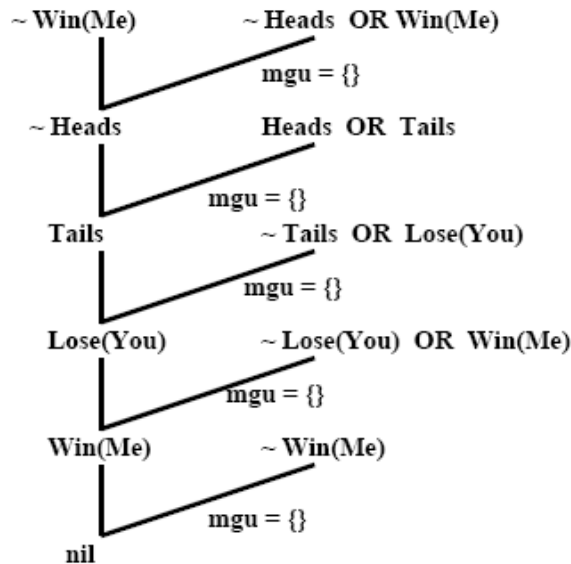 ~ Win(Me) ~ Heads OR Win(Me)
mgu = {}
~ Heads Heads OR Tails
mgu = {}
Tails ~ Tails OR Lose(You)
mgu = {}
Lose(You) ~ Lose(You) OR Win(Me)
mgu = {}
Win(Me) ~ Win(Me)
mgu = {}
nil